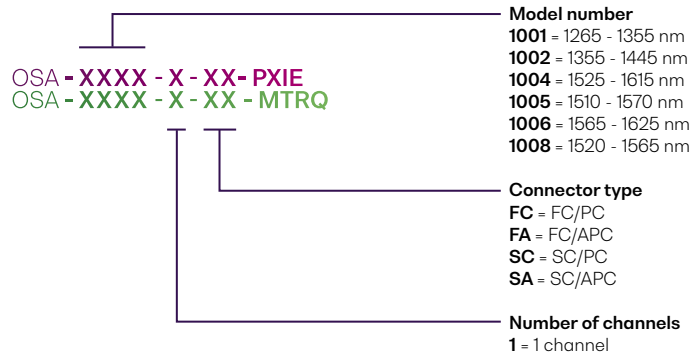 Model number
1001 = 1265 - 1355 nm
1002 = 1355 - 1445 nm
1004 = 1525 - 1615 nm
1005 = 1510 - 1570 nm
1006 = 1565 - 1625 nm
1008 = 1520 - 1565 nm
OSA - XXXX - X - XX - PXIE
OSA - XXXX - X - XX - MTRQ
Connector type
FC = FC/PC
FA = FC/APC
SC = SC/PC
SA = SC/APC
Number of channels
1 = 1 channel